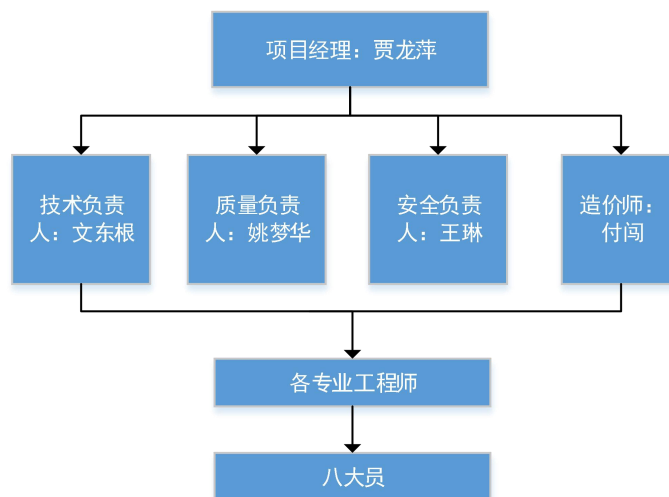 项目经理：贾龙萍
技术负责
人：文东根
质量负责
人：姚梦华
安全负责
人：王琳
造价师：
付闯
各专业工程师
八大员